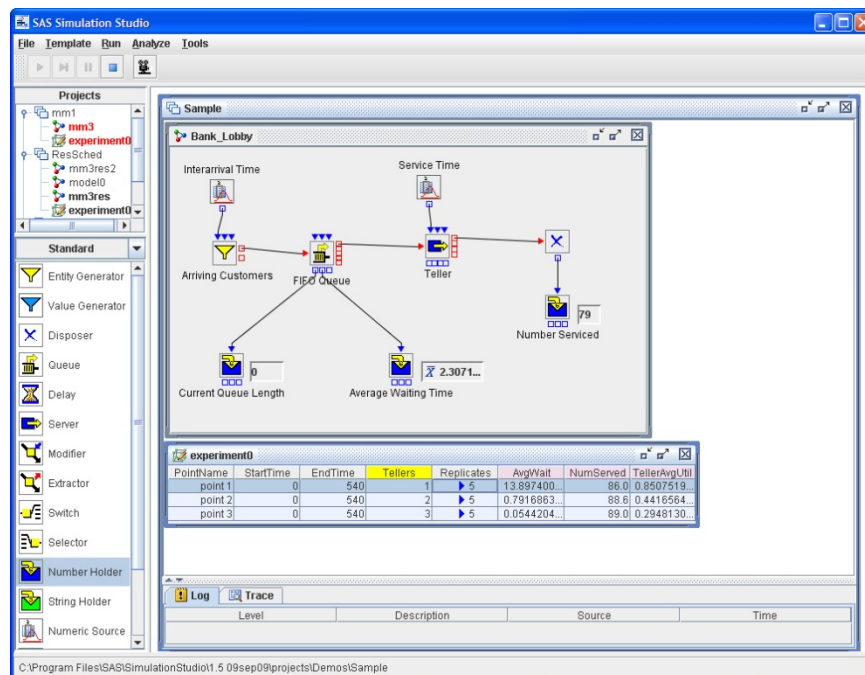 SAS Simulation Studio
File Template Run Analyze Tools
Projects
mm1
mm3
experiment0
ResSched
mm3res2
model0
mm3res
experiment0
Standard
Entity Generator
Value Generator
Disposer
Queue
Delay
Server
Modifier
Extractor
Switch
Selector
Number Holder
String Holder
Numeric Source
Sample
Bank_Lobby
Interarrival Time
Service Time
Arriving Customers
FIFO Queue
Teller
79
Number Serviced
0
X 2.3071...
Current Queue Length
Average Waiting Time
experiment0
PointName StartTime EndTime Tellers Replicates AvgWait NumServed TellerAvgUtil
point 1 0 540 1 5 13.897400... 86.0 0.8507519...
point 2 0 540 2 5 0.7916863... 88.6 0.4416564...
point 3 0 540 3 5 0.0544204... 89.0 0.2948130...
Log Trace
Level Description Source Time
C:\Program Files\SAS\SimulationStudio\1.5 09sep09\projects\Demos\Sample